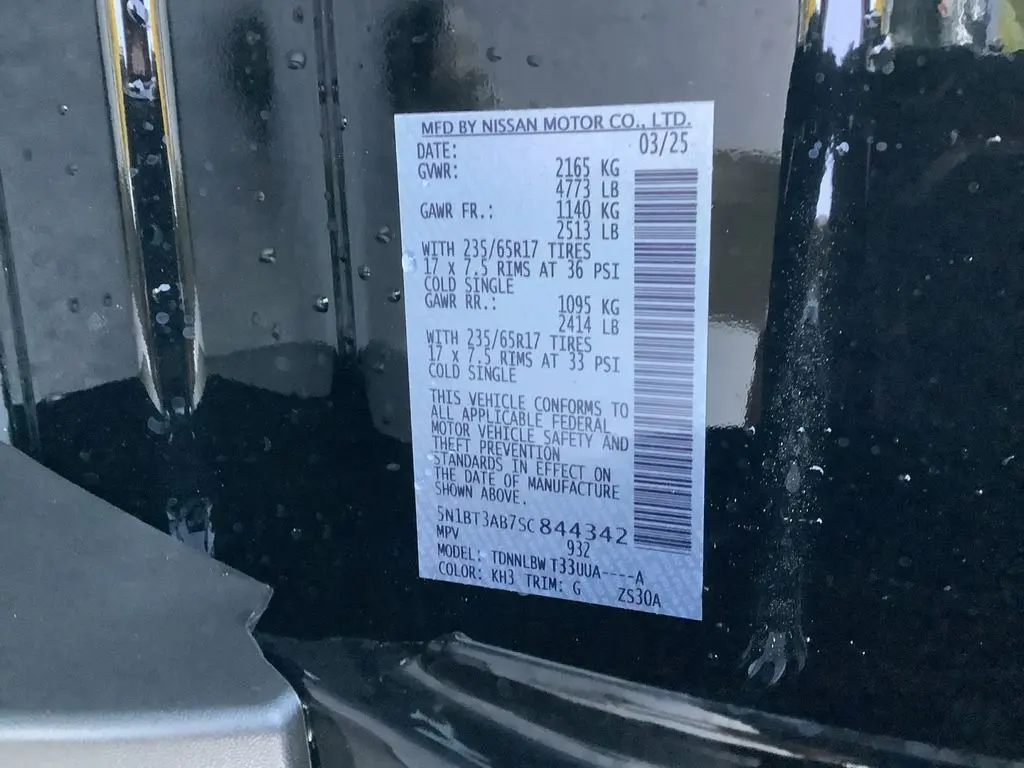 MFD BY NISSAN MOTOR CO., LTD.
DATE: 03/25
GVWR: 2165 KG
4773 LB
GAWR FR.: 1140 KG
2513 LB
WITH 235/65R17 TIRES
17 X 7.5 RIMS AT 36 PSI
COLD SINGLE
GAWR RR.: 1095 KG
2414 LB
WITH 235/65R17 TIRES
17 X 7.5 RIMS AT 33 PSI
COLD SINGLE
THIS VEHICLE CONFORMS TO
ALL APPLICABLE FEDERAL
MOTOR VEHICLE SAFETY AND
THEFT PREVENTION
STANDARDS IN EFFECT ON
THE DATE OF MANUFACTURE
SHOWN ABOVE.
5N1BT3AB7SC844342
MPV 932
MODEL: TDNNLBW T33UUA----A
COLOR: KH3 TRIM: G ZS30A